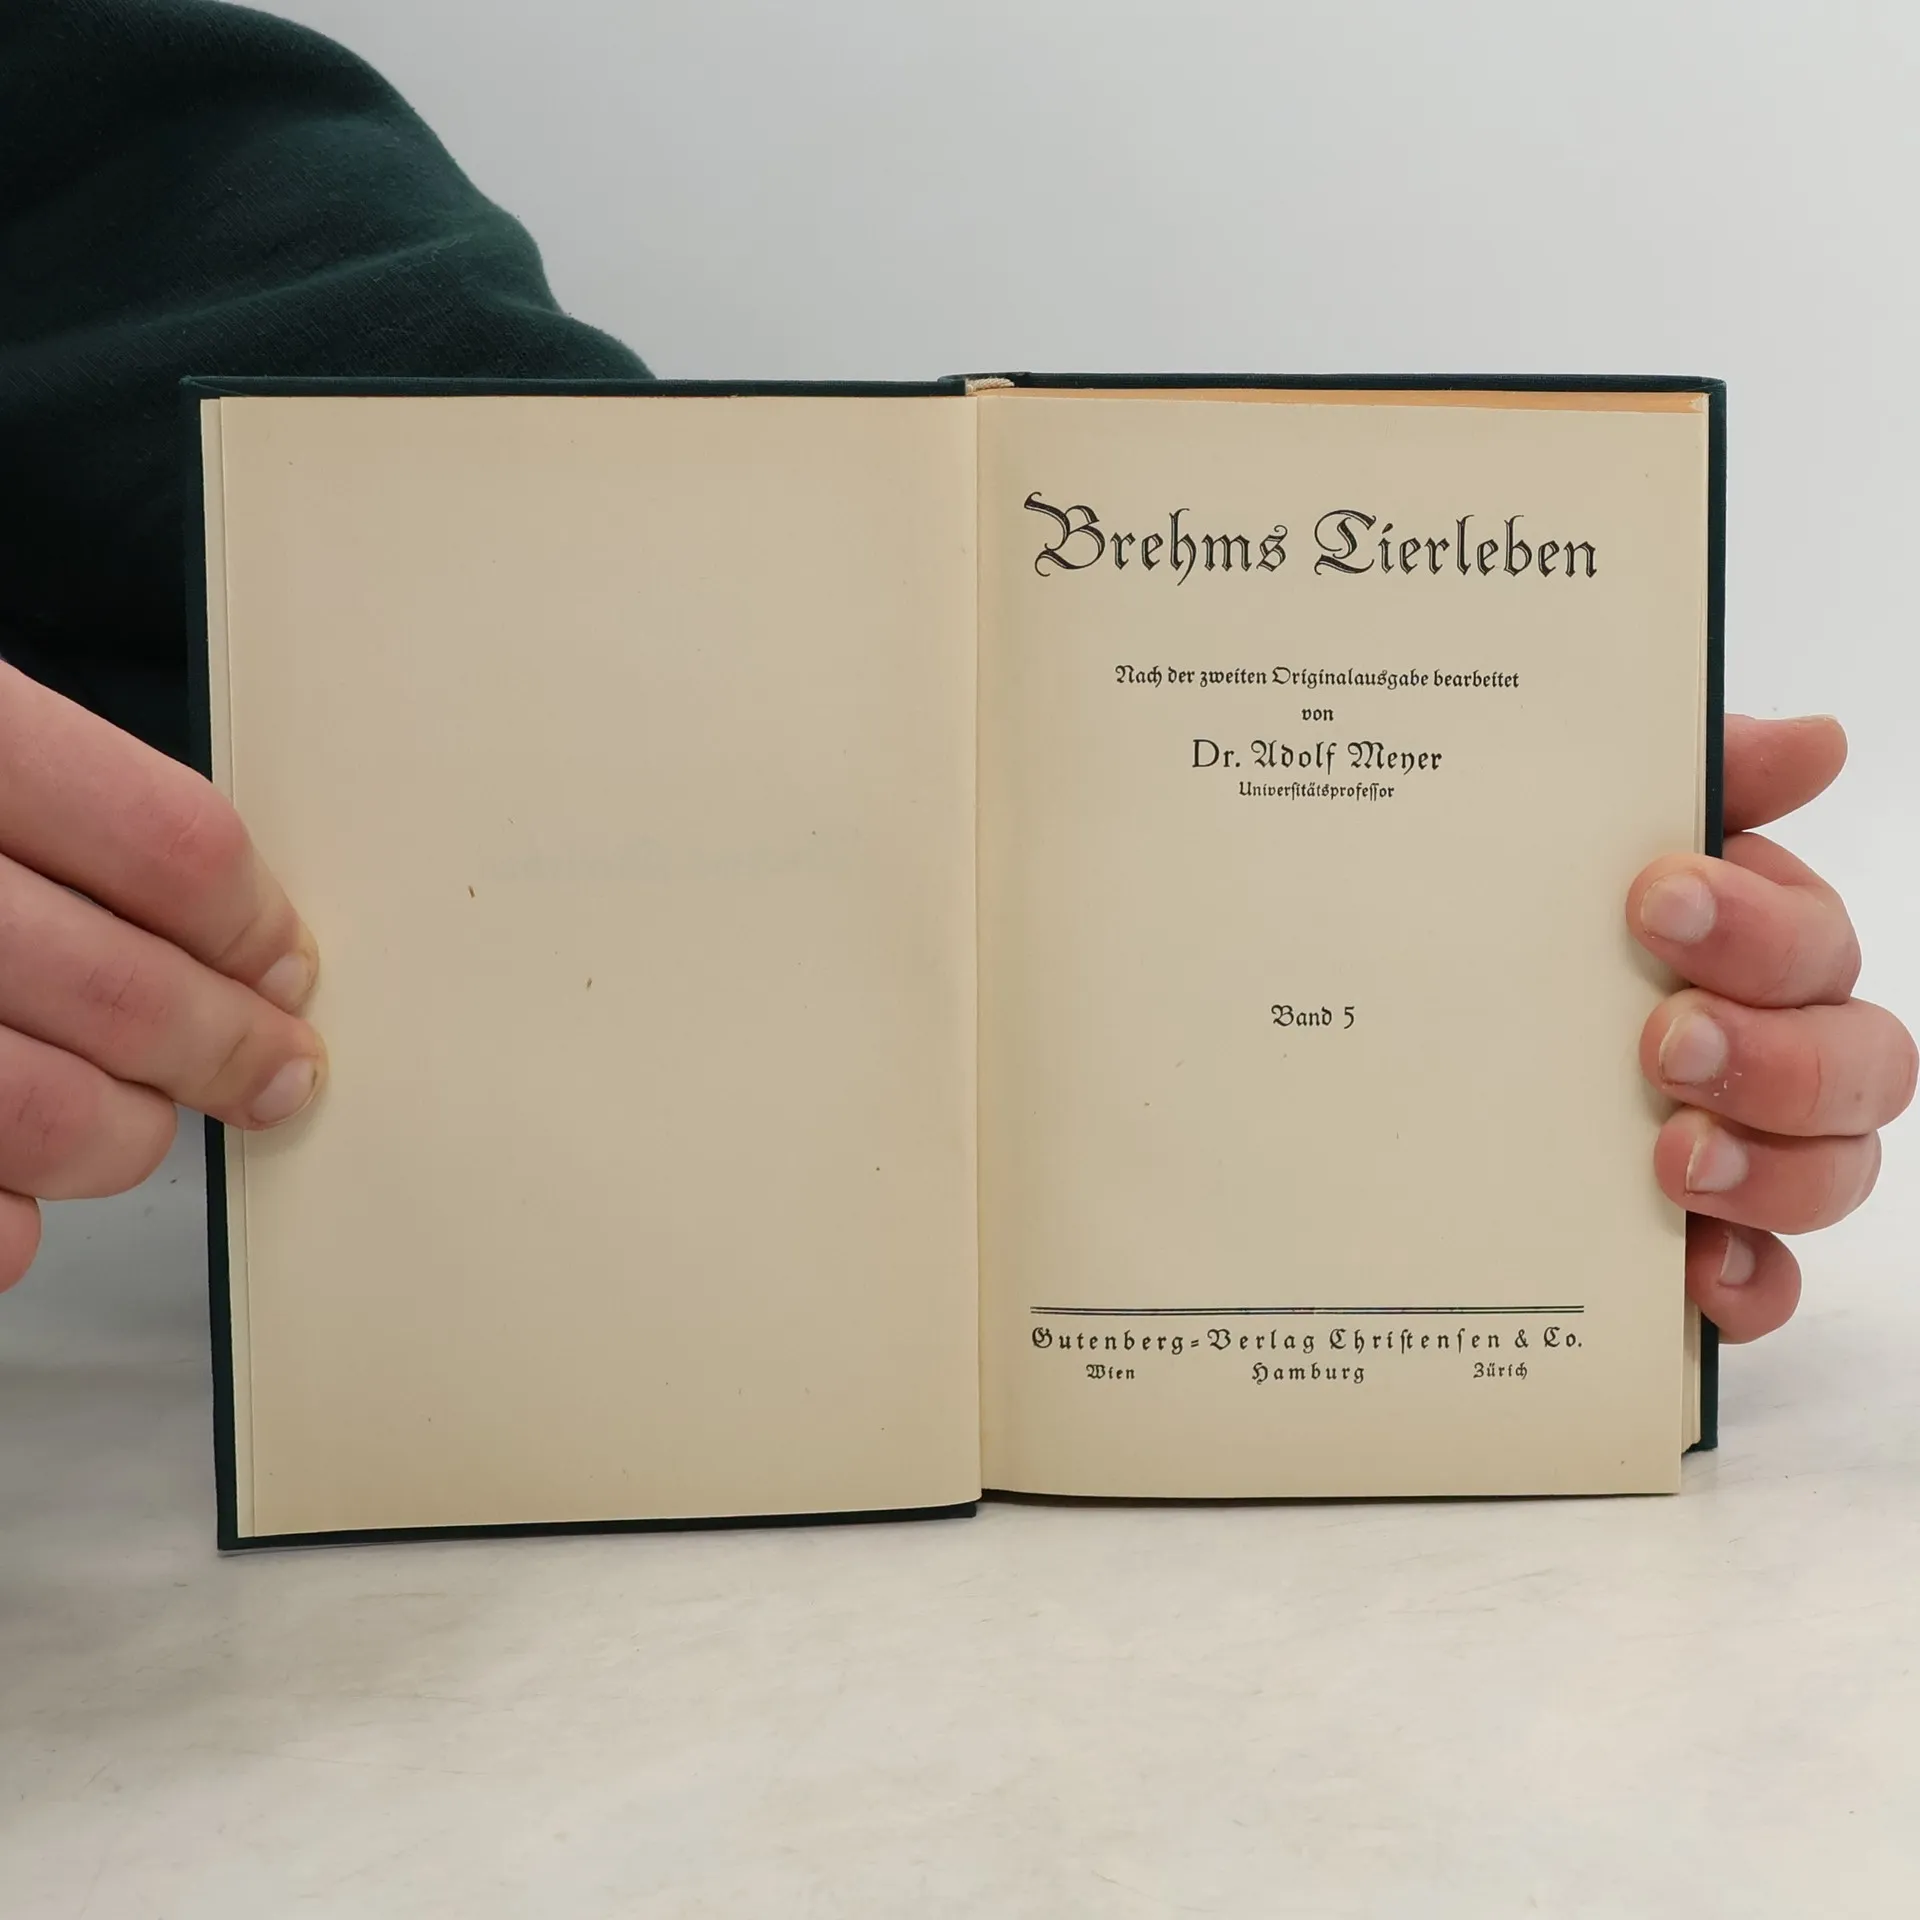 Brehms Tierleben
Nach der zweiten Originalausgabe bearbeitet
von
Dr. Adolf Meyer
Univerſitätsprofeſſor
Band 5
Gutenberg-Verlag Chriſtenſen & Co.
Wien Hamburg Zürich